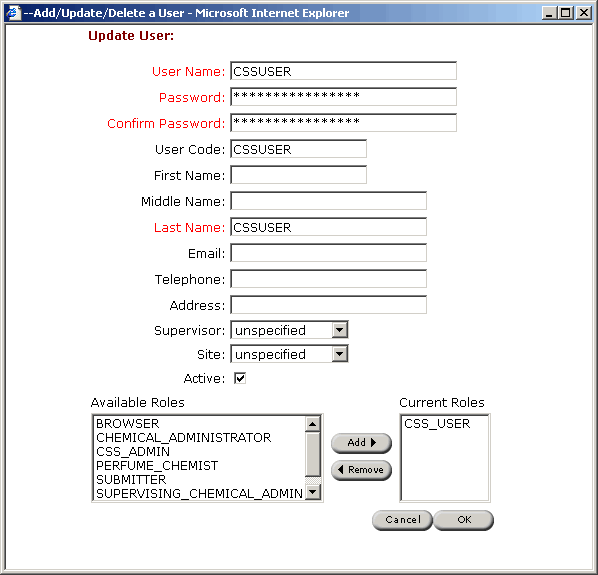 --Add/Update/Delete a User - Microsoft Internet Explorer
Update User:
User Name: CSSUSER
Password: ****************
Confirm Password: ****************
User Code: CSSUSER
First Name:
Middle Name:
Last Name: CSSUSER
Email:
Telephone:
Address:
Supervisor: unspecified
Site: unspecified
Active:
Available Roles
BROWSER
CHEMICAL_ADMINISTRATOR
CSS_ADMIN
PERFUME_CHEMIST
SUBMITTER
SUPERVISING_CHEMICAL_ADMIN
Add
Remove
Current Roles
CSS_USER
Cancel
OK